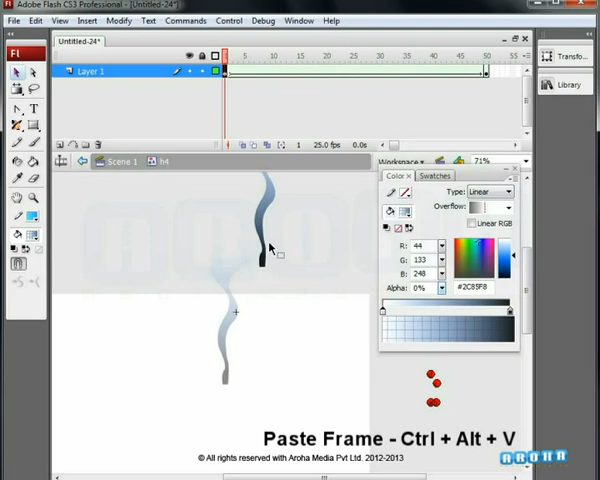 Adobe Flash CS3 Professional - [Untitled-24*]
File Edit View Insert Modify Text Commands Control Debug Window Help
Fl
Untitled-24*
Transfo...
5 10 15 20 25 30 35 40 45 50 55
Layer 1
Library
1 25.0 fps 0.0s
Scene 1 h4 Workspace 71%
Color Swatches
Type: Linear
Overflow:
Linear RGB
R: 44
G: 133
B: 248
Alpha: 0% #2C85F8
Paste Frame - Ctrl + Alt + V
© All rights reserved with Aroha Media Pvt Ltd. 2012-2013
AROHA